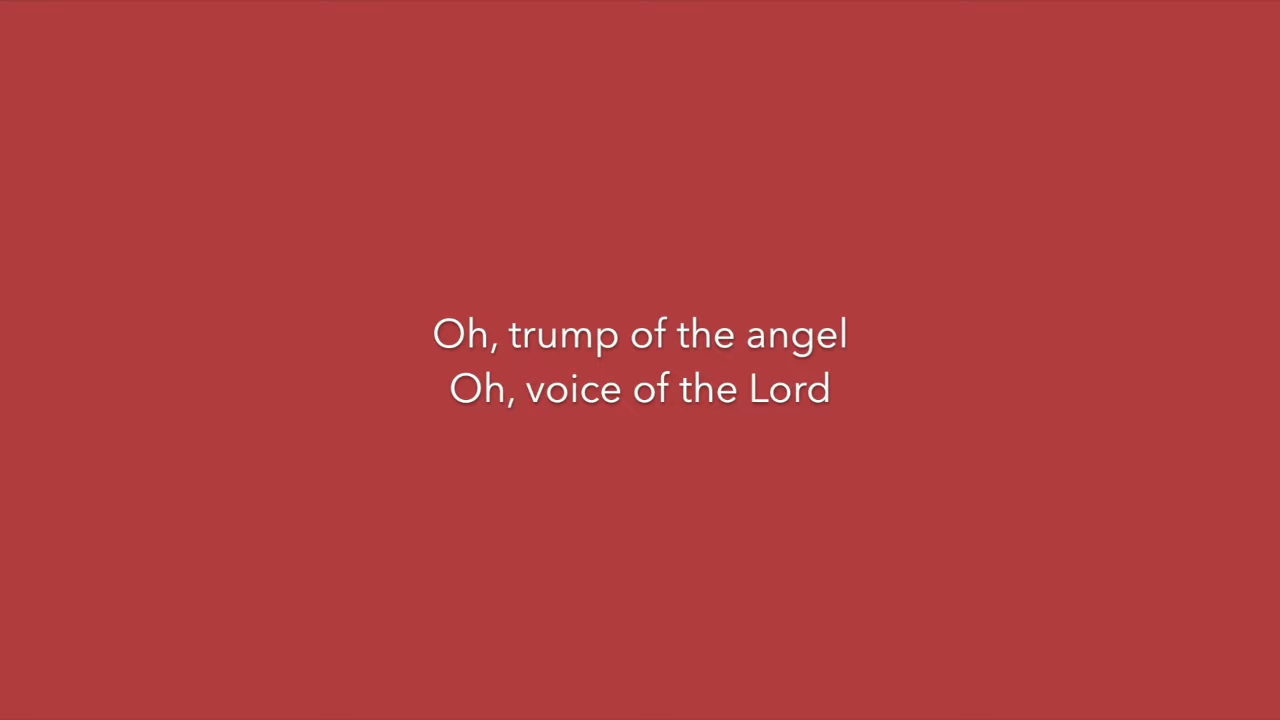 Oh, trump of the angel
Oh, voice of the Lord